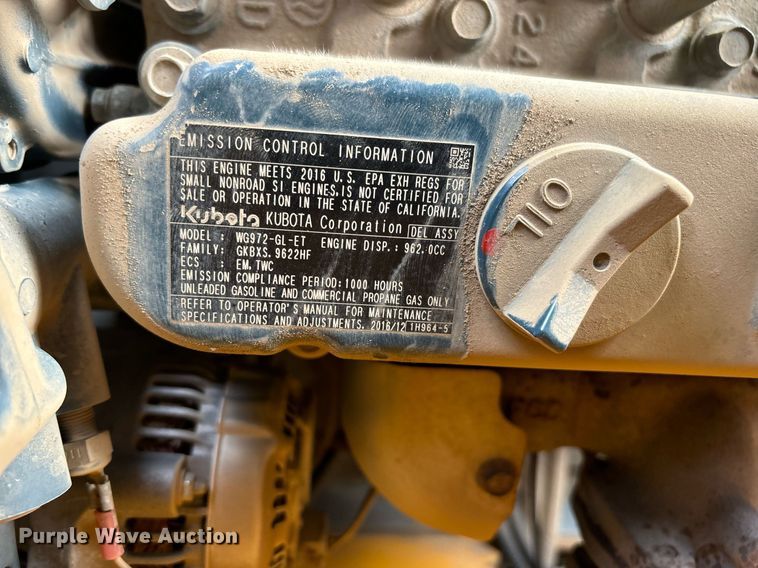 D
424
EMISSION CONTROL INFORMATION
THIS ENGINE MEETS 2016 U.S. EPA EXH REGS FOR
SMALL NONROAD SI ENGINES, IS NOT CERTIFIED FOR
SALE OR OPERATION IN THE STATE OF CALIFORNIA.
Kubota KUBOTA Corporation DEL ASSY
MODEL : WG972-GL-ET ENGINE DISP.: 962.0CC
FAMILY: GKBXS.9622HF
ECS : EM, TWC
EMISSION COMPLIANCE PERIOD:1000 HOURS
UNLEADED GASOLINE AND COMMERCIAL PROPANE GAS ONLY
REFER TO OPERATOR'S MANUAL FOR MAINTENANCE
SPECIFICATIONS AND ADJUSTMENTS. 2016/12 1H964-5
OIL
11
Purple Wave Auction